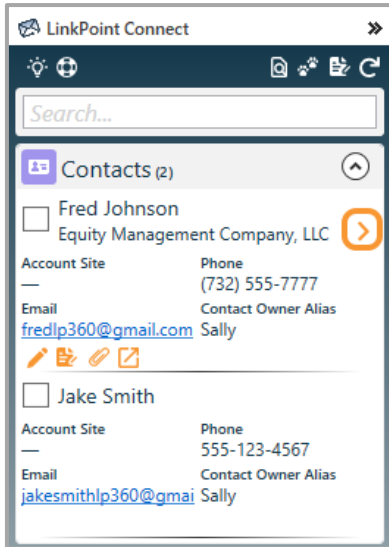 LinkPoint Connect
Search...
Contacts (2)
Fred Johnson
Equity Management Company, LLC
Account Site Phone
— (732) 555-7777
Email Contact Owner Alias
fredlp360@gmail.com Sally
Jake Smith
Account Site Phone
— 555-123-4567
Email Contact Owner Alias
jakesmithlp360@gmai Sally